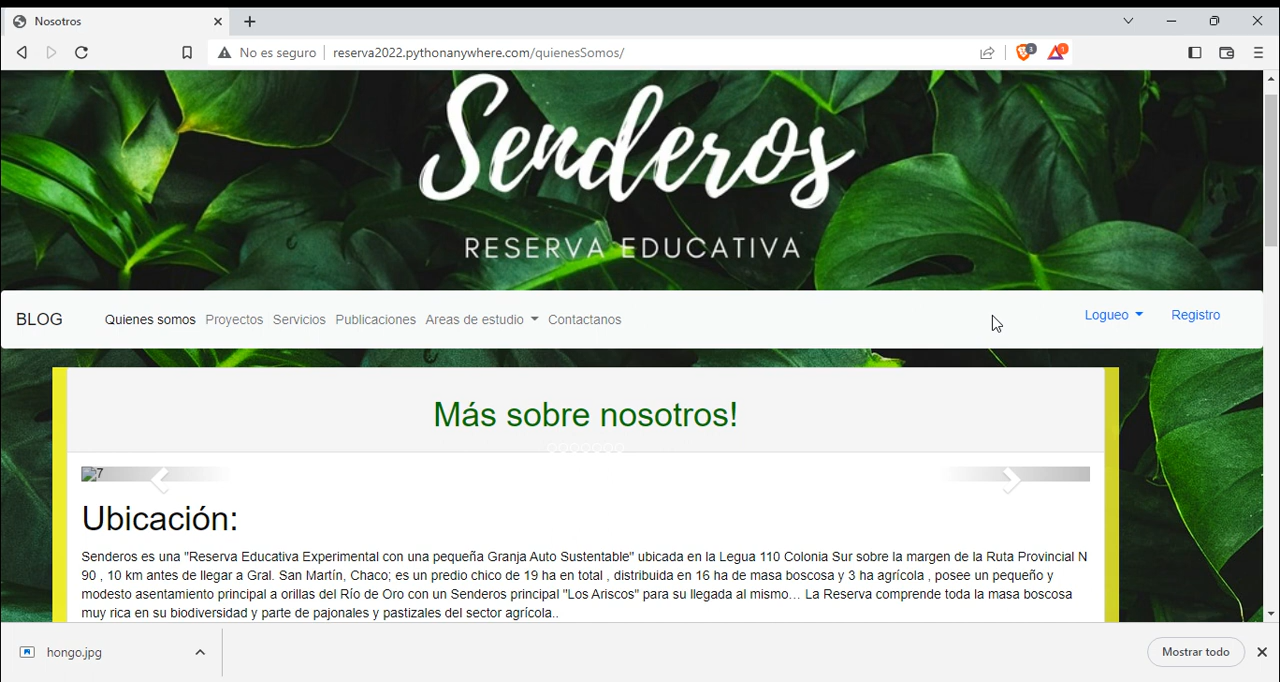 Nosotros
No es seguro reserva2022.pythonanywhere.com/quienesSomos/
1 1
Senderos
RESERVA EDUCATIVA
BLOG Quienes somos Proyectos Servicios Publicaciones Areas de estudio Contactanos Logueo Registro
Más sobre nosotros!
7
Ubicación:
Senderos es una "Reserva Educativa Experimental con una pequeña Granja Auto Sustentable" ubicada en la Legua 110 Colonia Sur sobre la margen de la Ruta Provincial N
90 , 10 km antes de llegar a Gral. San Martín, Chaco; es un predio chico de 19 ha en total , distribuida en 16 ha de masa boscosa y 3 ha agrícola , posee un pequeño y
modesto asentamiento principal a orillas del Río de Oro con un Senderos principal "Los Ariscos" para su llegada al mismo… La Reserva comprende toda la masa boscosa
muy rica en su biodiversidad y parte de pajonales y pastizales del sector agrícola..
hongo.jpg Mostrar todo